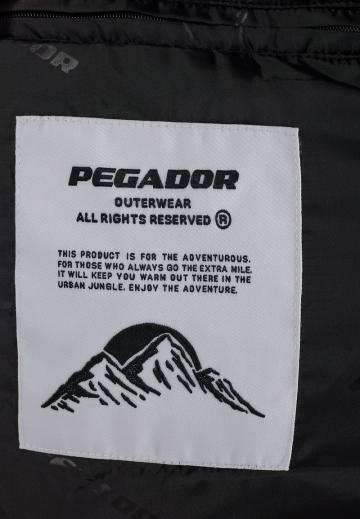 PEGADOR
OUTERWEAR
ALL RIGHTS RESERVED ®
THIS PRODUCT IS FOR THE ADVENTUROUS.
FOR THOSE WHO ALWAYS GO THE EXTRA MILE.
IT WILL KEEP YOU WARM OUT THERE IN THE
URBAN JUNGLE. ENJOY THE ADVENTURE.